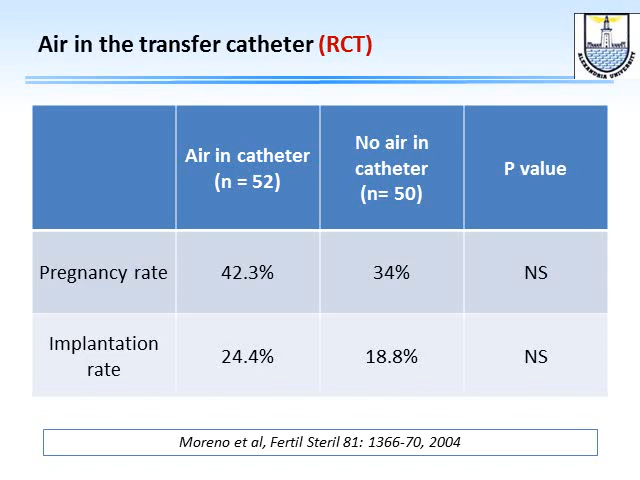 Air in the transfer catheter (RCT)
ALEXANDRIA UNIVERSITY
Air in catheter
(n = 52)
No air in
catheter
(n= 50)
P value
Pregnancy rate
42.3%
34%
NS
Implantation
rate
24.4%
18.8%
NS
Moreno et al, Fertil Steril 81: 1366-70, 2004